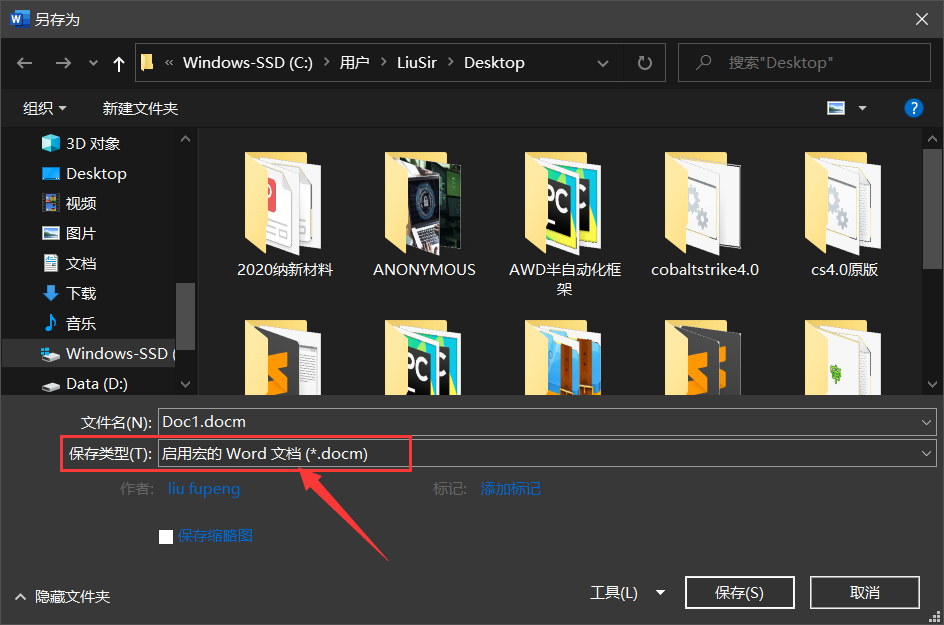 另存为
« Windows-SSD (C:) › 用户 › LiuSir › Desktop
搜索"Desktop"
组织
新建文件夹
3D 对象
Desktop
视频
图片
文档
下载
音乐
Windows-SSD (
Data (D:)
2020纳新材料
ANONYMOUS
AWD半自动化框
架
cobaltstrike4.0
cs4.0原版
PC
PC
文件名(N): Doc1.docm
保存类型(T): 启用宏的 Word 文档 (*.docm)
作者: liu fupeng
标记: 添加标记
保存缩略图
隐藏文件夹
工具(L)
保存(S)
取消